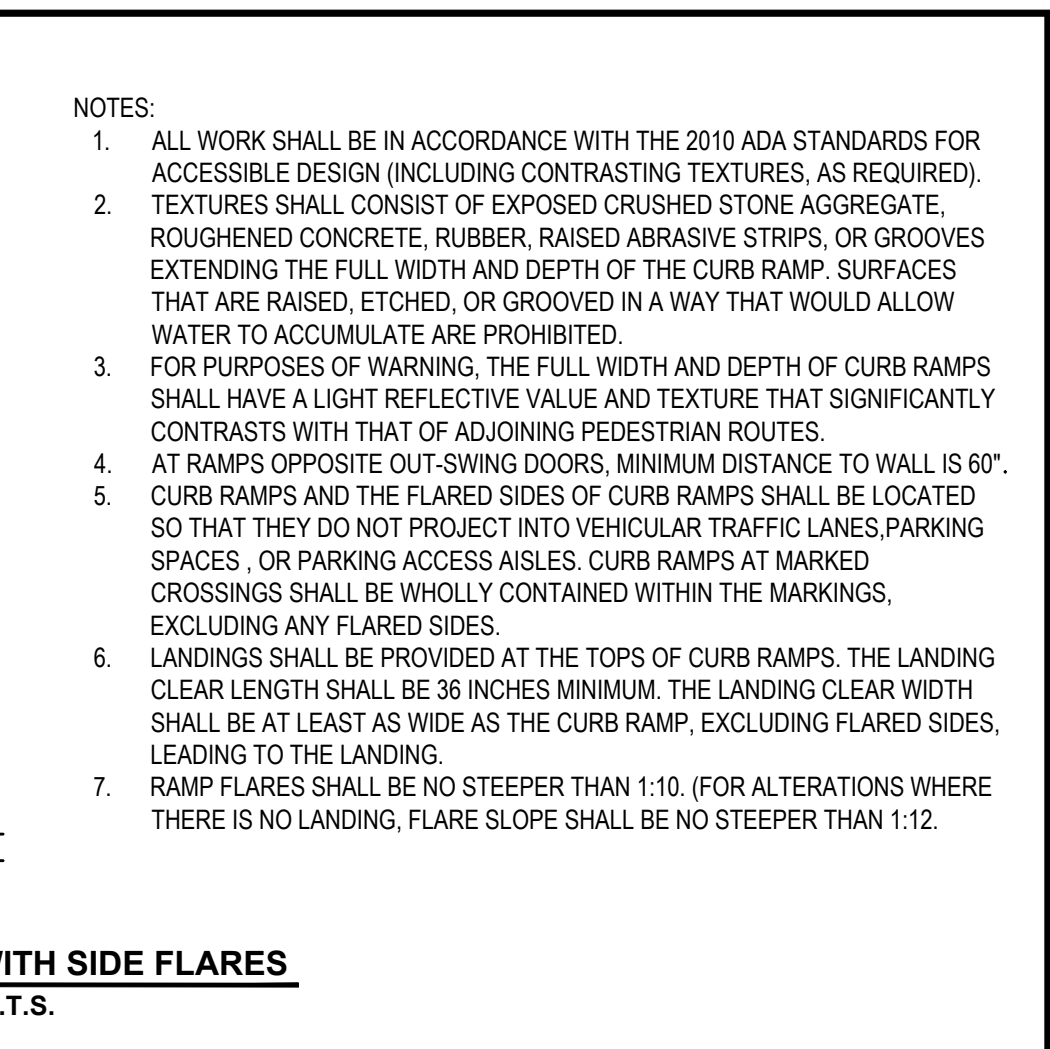 NOTES:
1. ALL WORK SHALL BE IN ACCORDANCE WITH THE 2010 ADA STANDARDS FOR
ACCESSIBLE DESIGN (INCLUDING CONTRASTING TEXTURES, AS REQUIRED).
2. TEXTURES SHALL CONSIST OF EXPOSED CRUSHED STONE AGGREGATE,
ROUGHENED CONCRETE, RUBBER, RAISED ABRASIVE STRIPS, OR GROOVES
EXTENDING THE FULL WIDTH AND DEPTH OF THE CURB RAMP. SURFACES
THAT ARE RAISED, ETCHED, OR GROOVED IN A WAY THAT WOULD ALLOW
WATER TO ACCUMULATE ARE PROHIBITED.
3. FOR PURPOSES OF WARNING, THE FULL WIDTH AND DEPTH OF CURB RAMPS
SHALL HAVE A LIGHT REFLECTIVE VALUE AND TEXTURE THAT SIGNIFICANTLY
CONTRASTS WITH THAT OF ADJOINING PEDESTRIAN ROUTES.
4. AT RAMPS OPPOSITE OUT-SWING DOORS, MINIMUM DISTANCE TO WALL IS 60".
5. CURB RAMPS AND THE FLARED SIDES OF CURB RAMPS SHALL BE LOCATED
SO THAT THEY DO NOT PROJECT INTO VEHICULAR TRAFFIC LANES,PARKING
SPACES , OR PARKING ACCESS AISLES. CURB RAMPS AT MARKED
CROSSINGS SHALL BE WHOLLY CONTAINED WITHIN THE MARKINGS,
EXCLUDING ANY FLARED SIDES.
6. LANDINGS SHALL BE PROVIDED AT THE TOPS OF CURB RAMPS. THE LANDING
CLEAR LENGTH SHALL BE 36 INCHES MINIMUM. THE LANDING CLEAR WIDTH
SHALL BE AT LEAST AS WIDE AS THE CURB RAMP, EXCLUDING FLARED SIDES,
LEADING TO THE LANDING.
7. RAMP FLARES SHALL BE NO STEEPER THAN 1:10. (FOR ALTERATIONS WHERE
THERE IS NO LANDING, FLARE SLOPE SHALL BE NO STEEPER THAN 1:12.
ITH SIDE FLARES
.T.S.